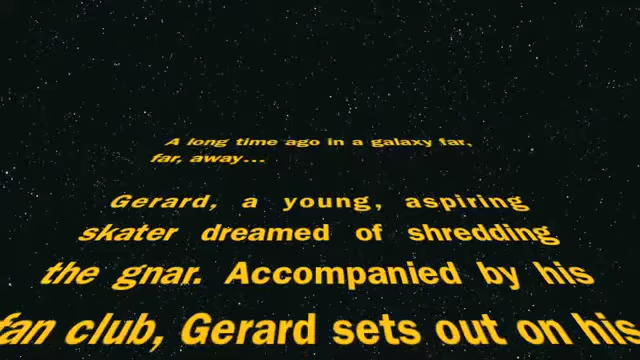 A long time ago in a galaxy far,
far, away...
Gerard, a young, aspiring
skater dreamed of shredding
the gnar. Accompanied by his
fan club, Gerard sets out on his